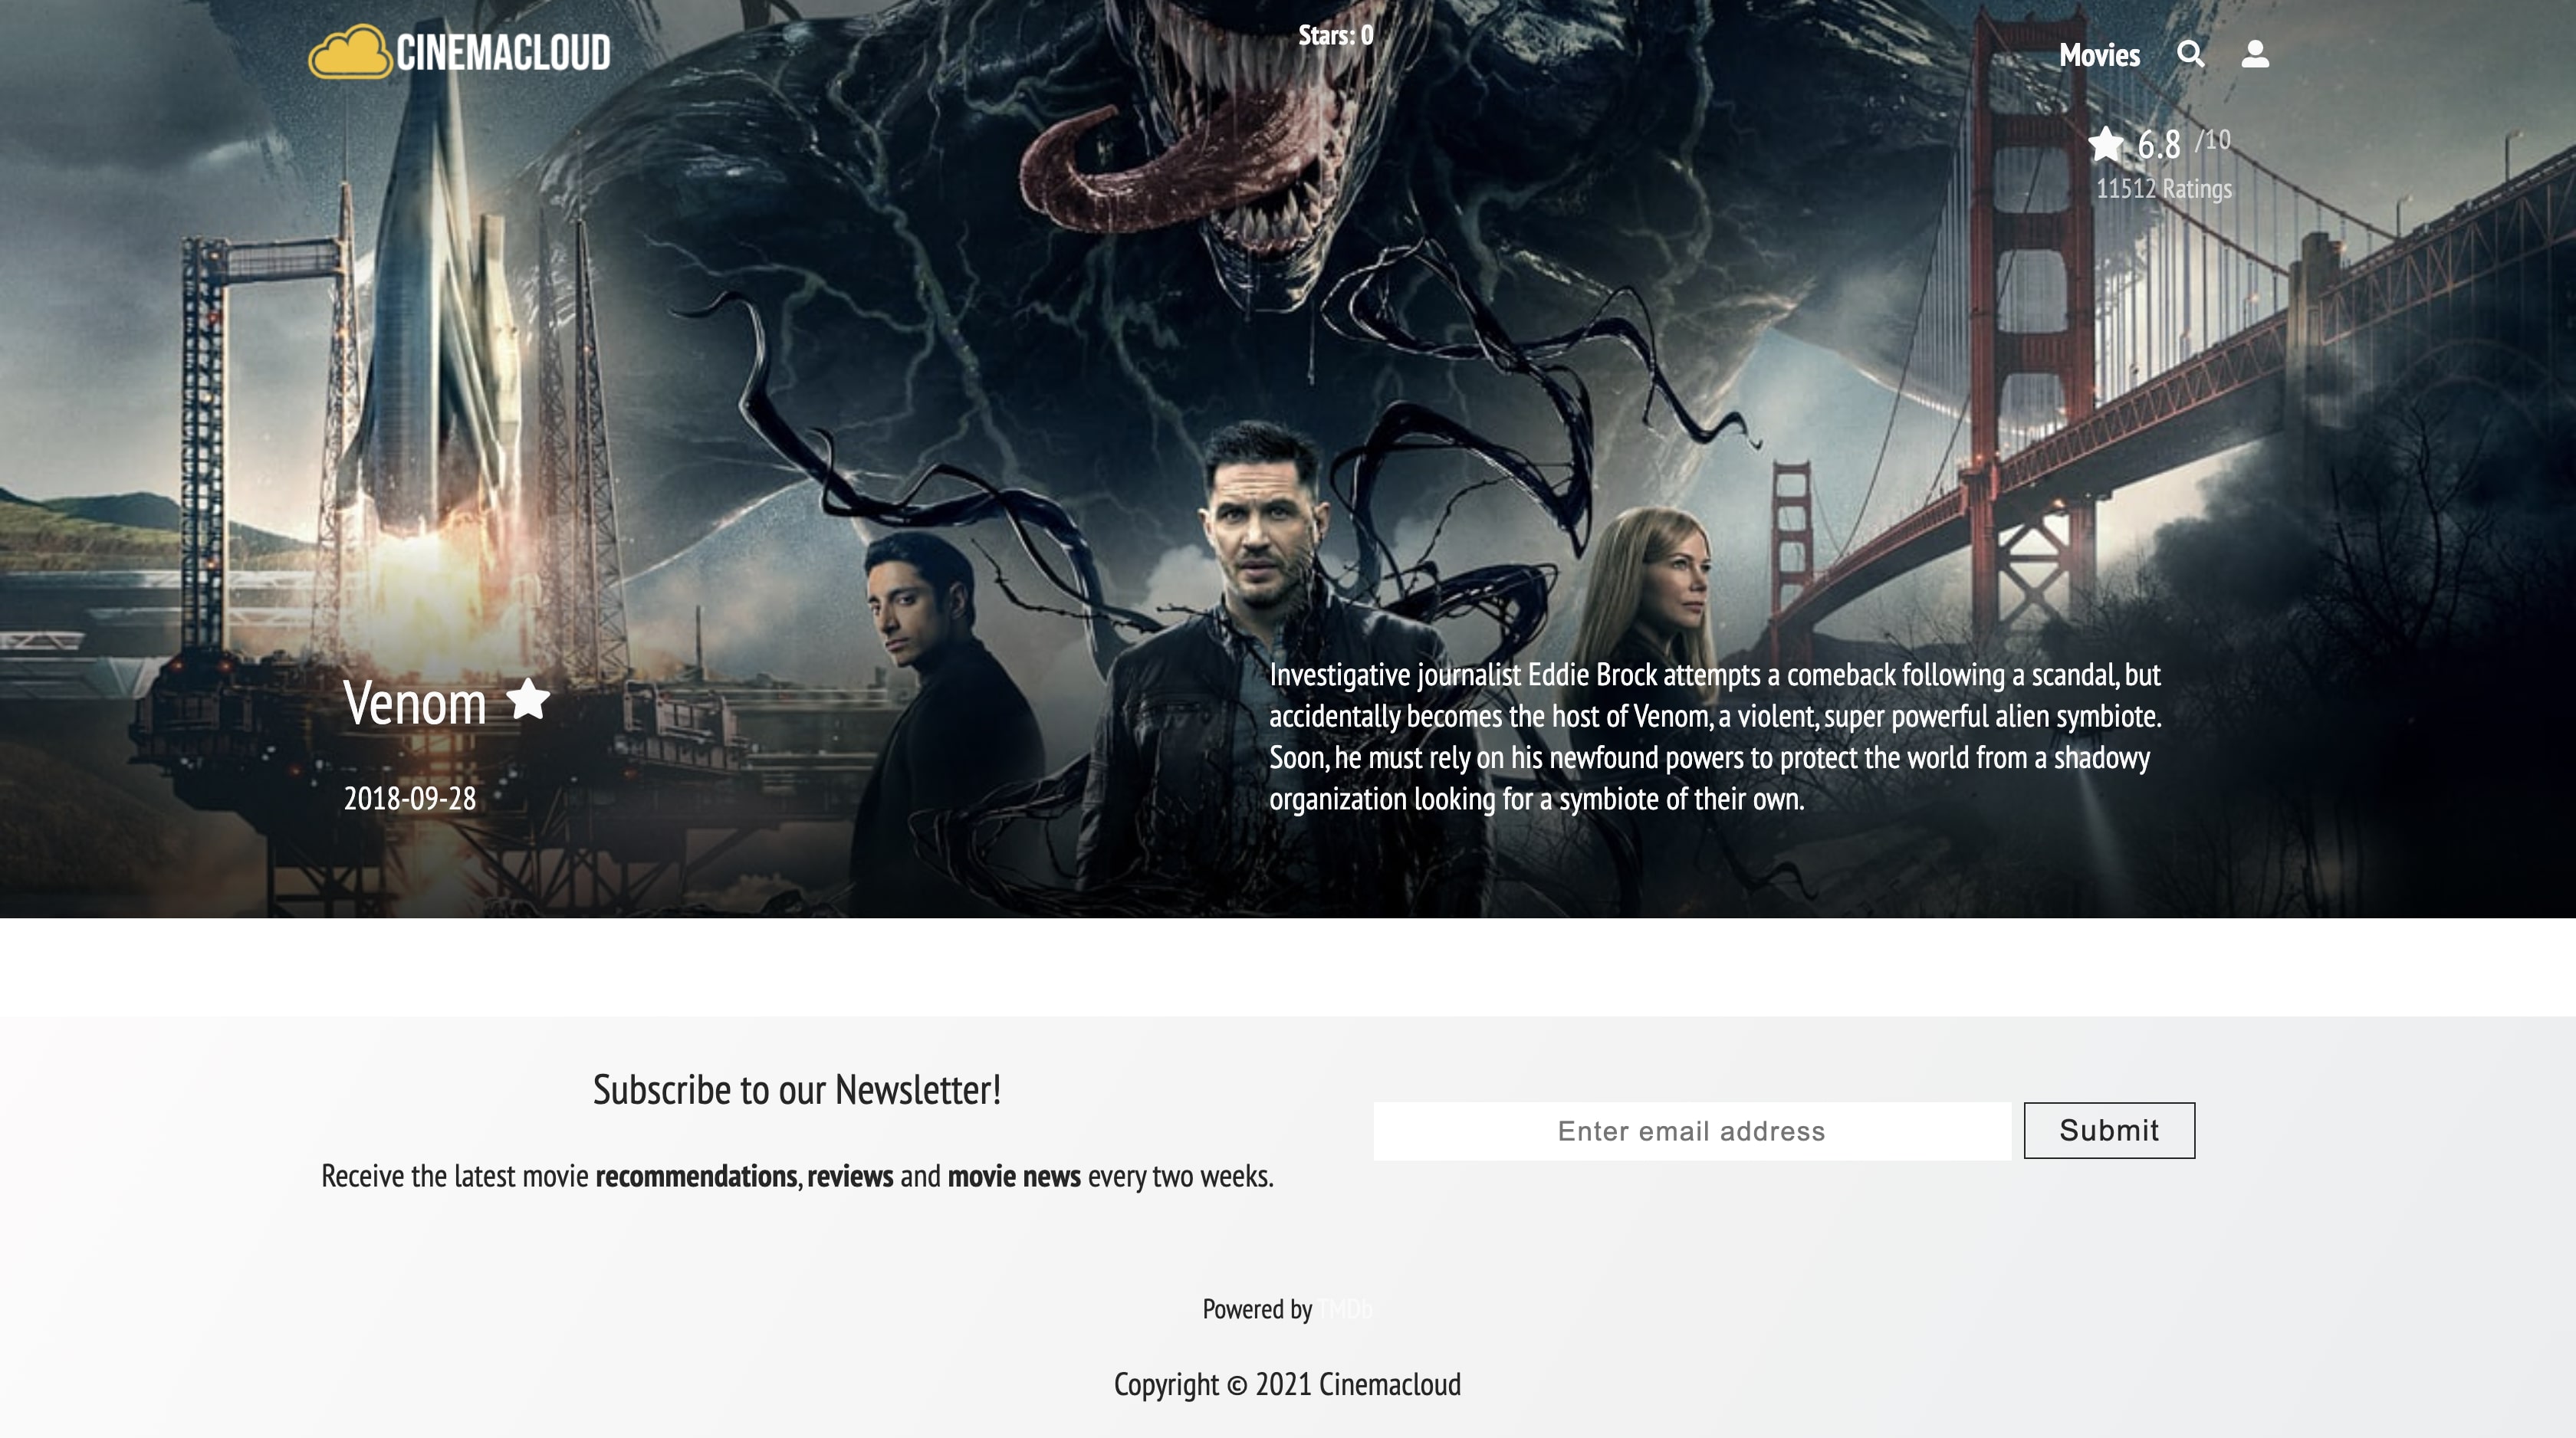 CINEMACLOUD
Stars: 0
Movies
6.8 /10
11512 Ratings
Venom
2018-09-28
Investigative journalist Eddie Brock attempts a comeback following a scandal, but
accidentally becomes the host of Venom, a violent, super powerful alien symbiote.
Soon, he must rely on his newfound powers to protect the world from a shadowy
organization looking for a symbiote of their own.
Subscribe to our Newsletter!
Receive the latest movie recommendations, reviews and movie news every two weeks.
Enter email address
Submit
Powered by TMDb
Copyright © 2021 Cinemacloud